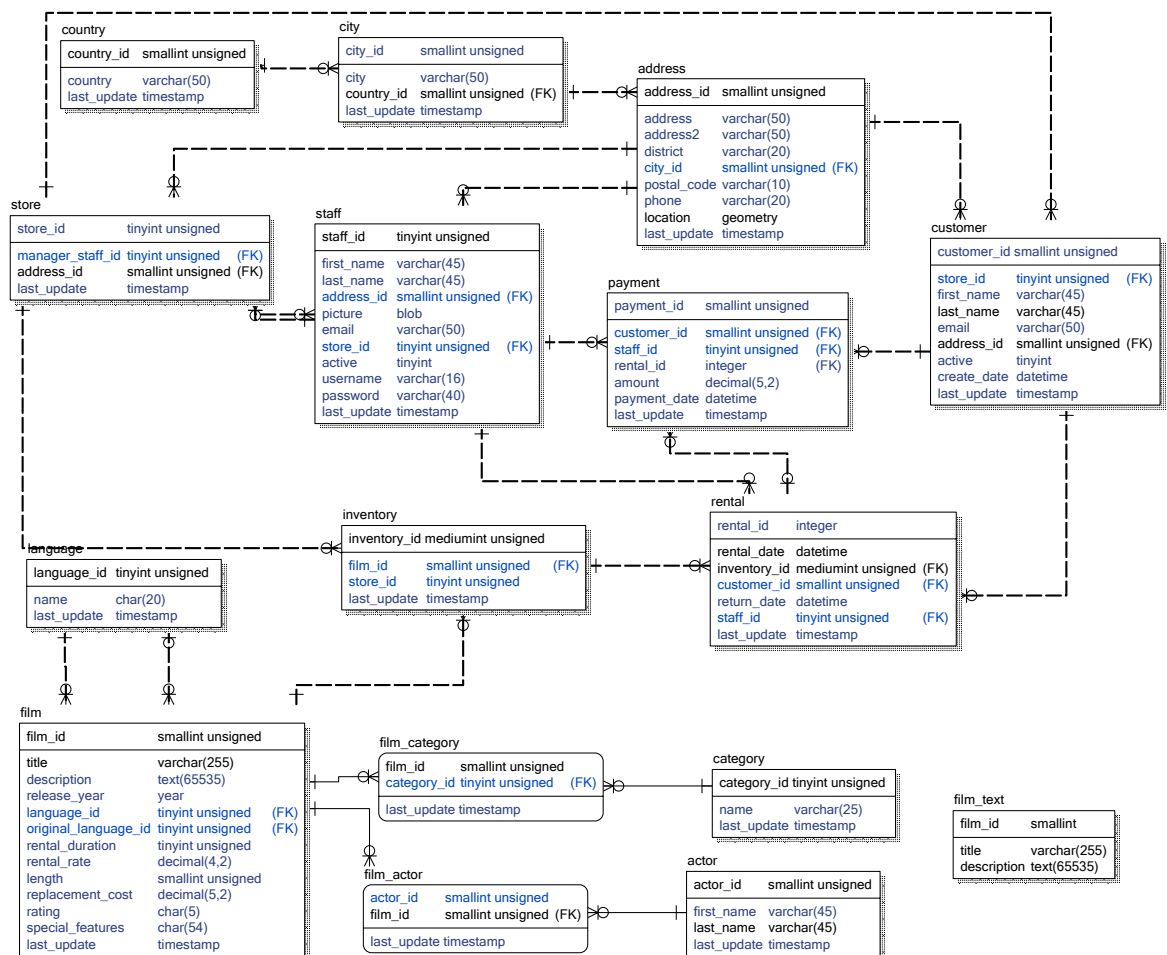 country
country_id smallint unsigned
country varchar(50)
last_update timestamp
city
city_id smallint unsigned
city varchar(50)
country_id smallint unsigned (FK)
last_update timestamp
address
address_id smallint unsigned
address varchar(50)
address2 varchar(50)
district varchar(20)
city_id smallint unsigned (FK)
postal_code varchar(10)
phone varchar(20)
location geometry
last_update timestamp
store
store_id tinyint unsigned
manager_staff_id tinyint unsigned (FK)
address_id smallint unsigned (FK)
last_update timestamp
staff
staff_id tinyint unsigned
first_name varchar(45)
last_name varchar(45)
address_id smallint unsigned (FK)
picture blob
email varchar(50)
store_id tinyint unsigned (FK)
active tinyint
username varchar(16)
password varchar(40)
last_update timestamp
payment
payment_id smallint unsigned
customer_id smallint unsigned (FK)
staff_id tinyint unsigned (FK)
rental_id integer (FK)
amount decimal(5,2)
payment_date datetime
last_update timestamp
customer
customer_id smallint unsigned
store_id tinyint unsigned (FK)
first_name varchar(45)
last_name varchar(45)
email varchar(50)
address_id smallint unsigned (FK)
active tinyint
create_date datetime
last_update timestamp
language
language_id tinyint unsigned
name char(20)
last_update timestamp
inventory
inventory_id mediumint unsigned
film_id smallint unsigned (FK)
store_id tinyint unsigned
last_update timestamp
rental
rental_id integer
rental_date datetime
inventory_id mediumint unsigned (FK)
customer_id smallint unsigned (FK)
return_date datetime
staff_id tinyint unsigned (FK)
last_update timestamp
film
film_id smallint unsigned
title varchar(255)
description text(65535)
release_year year
language_id tinyint unsigned (FK)
original_language_id tinyint unsigned (FK)
rental_duration tinyint unsigned
rental_rate decimal(4,2)
length smallint unsigned
replacement_cost decimal(5,2)
rating char(5)
special_features char(54)
last_update timestamp
film_category
film_id smallint unsigned
category_id tinyint unsigned (FK)
last_update timestamp
category
category_id tinyint unsigned
name varchar(25)
last_update timestamp
film_text
film_id smallint
title varchar(255)
description text(65535)
film_actor
actor_id smallint unsigned
film_id smallint unsigned (FK)
last_update timestamp
actor
actor_id smallint unsigned
first_name varchar(45)
last_name varchar(45)
last_update timestamp